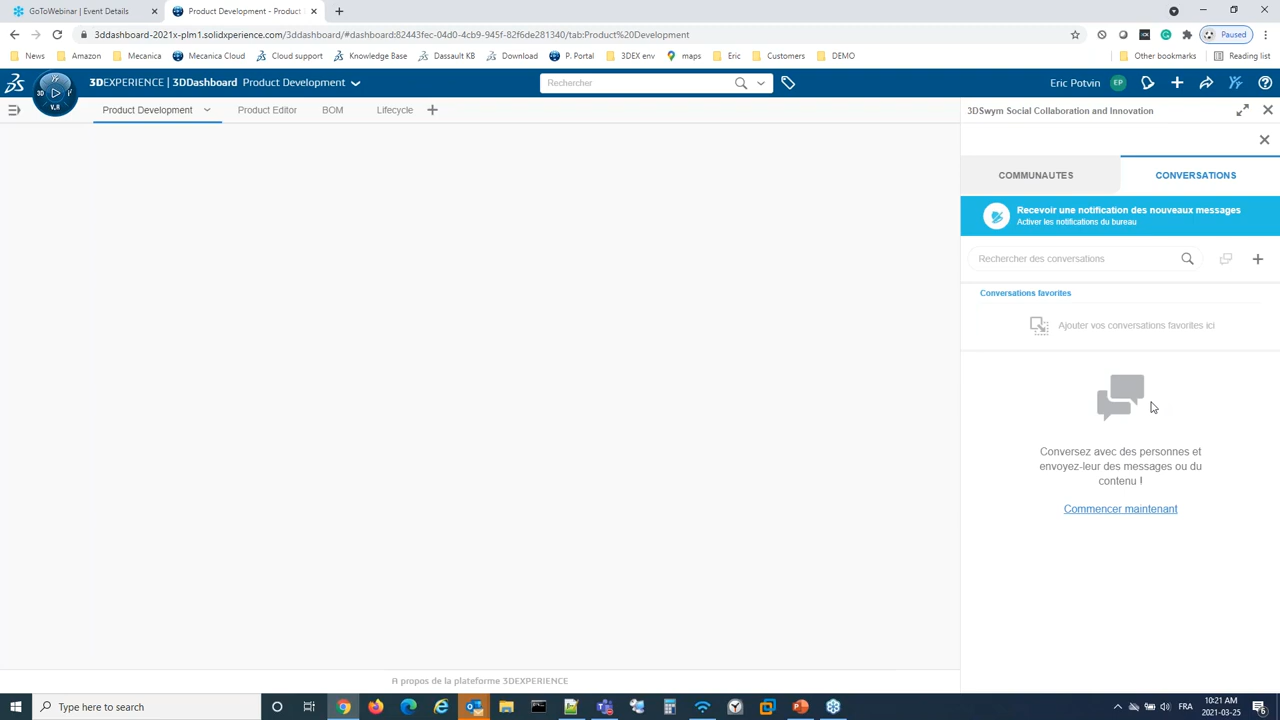 GoToWebinar | Event Details
Product Development - Product
3ddashboard-2021x-plm1.solidxperience.com/3ddashboard/#dashboard:82443fec-04d0-4cb9-945f-82f6de281340/tab:Product%20Development
Paused
News
Amazon
Mecanica
Mecanica Cloud
Cloud support
Knowledge Base
Dassault KB
Download
P. Portal
3DEX env
maps
Eric
Customers
DEMO
Other bookmarks
Reading list
3D
V.R
3DEXPERIENCE | 3DDashboard Product Development
Rechercher
Eric Potvin
EP
Product Development
Product Editor
BOM
Lifecycle
3DSwym Social Collaboration and Innovation
COMMUNAUTES
CONVERSATIONS
Recevoir une notification des nouveaux messages
Activer les notifications du bureau
Rechercher des conversations
Conversations favorites
Ajouter vos conversations favorites ici
Conversez avec des personnes et
envoyez-leur des messages ou du
contenu !
Commencer maintenant
A propos de la plateforme 3DEXPERIENCE
Type here to search
FRA
10:21 AM
2021-03-25